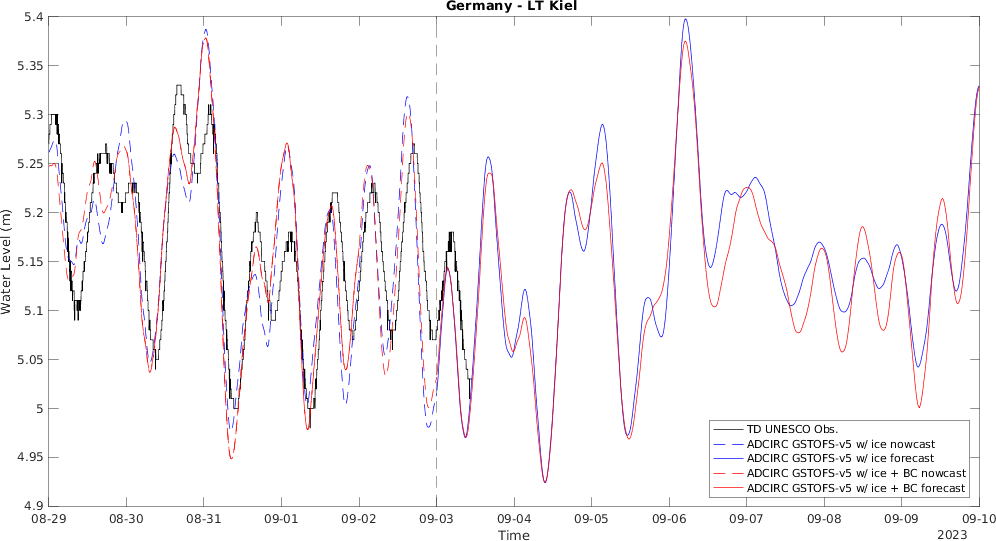 Germany - LT Kiel
5.4
5.35
5.3
5.25
5.2
5.15
5.1
5.05
5
4.95
4.9
Water Level (m)
08-29 08-30 08-31 09-01 09-02 09-03 09-04 09-05 09-06 09-07 09-08 09-09 09-10
Time
2023
TD UNESCO Obs.
ADCIRC GSTOFS-v5 w/ ice nowcast
ADCIRC GSTOFS-v5 w/ ice forecast
ADCIRC GSTOFS-v5 w/ ice + BC nowcast
ADCIRC GSTOFS-v5 w/ ice + BC forecast